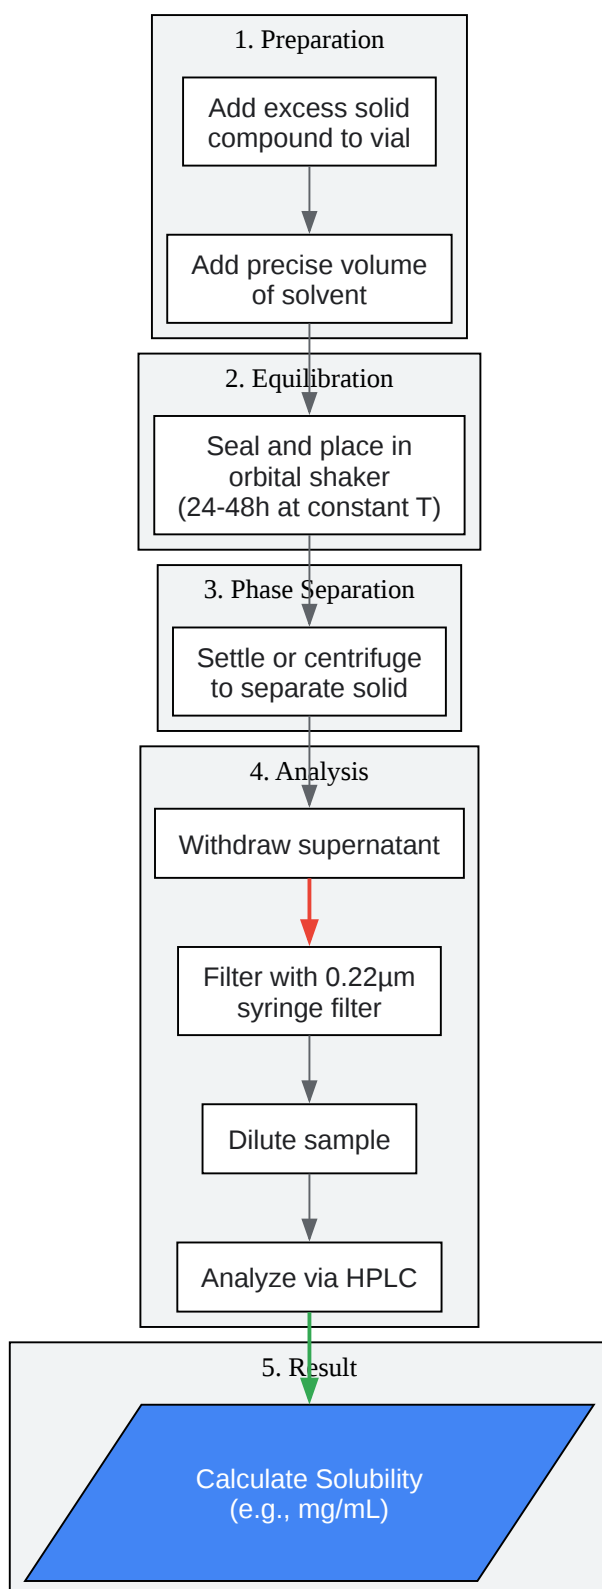 1. Preparation
Add excess solid
compound to vial
Add precise volume
of solvent
2. Equilibration
Seal and place in
orbital shaker
(24-48h at constant T)
3. Phase Separation
Settle or centrifuge
to separate solid
4. Analysis
Withdraw supernatant
Filter with 0.22µm
syringe filter
Dilute sample
Analyze via HPLC
5. Result
Calculate Solubility
(e.g., mg/mL)